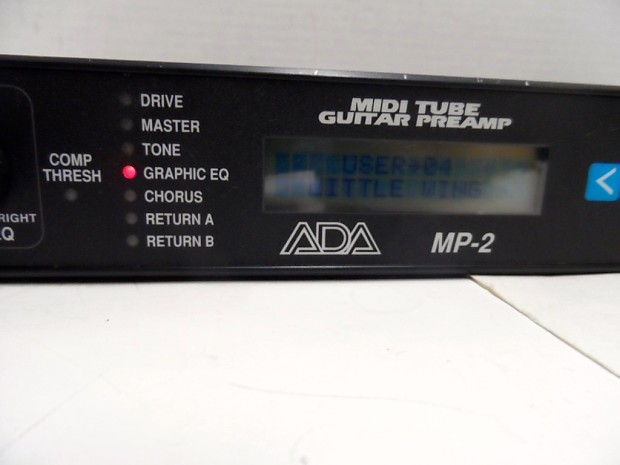 DRIVE
MASTER
TONE
GRAPHIC EQ
CHORUS
RETURN A
RETURN B
COMP
THRESH
RIGHT
MIDI TUBE
GUITAR PREAMP
USER+04
LITTLE WING
ADA
MP-2
<